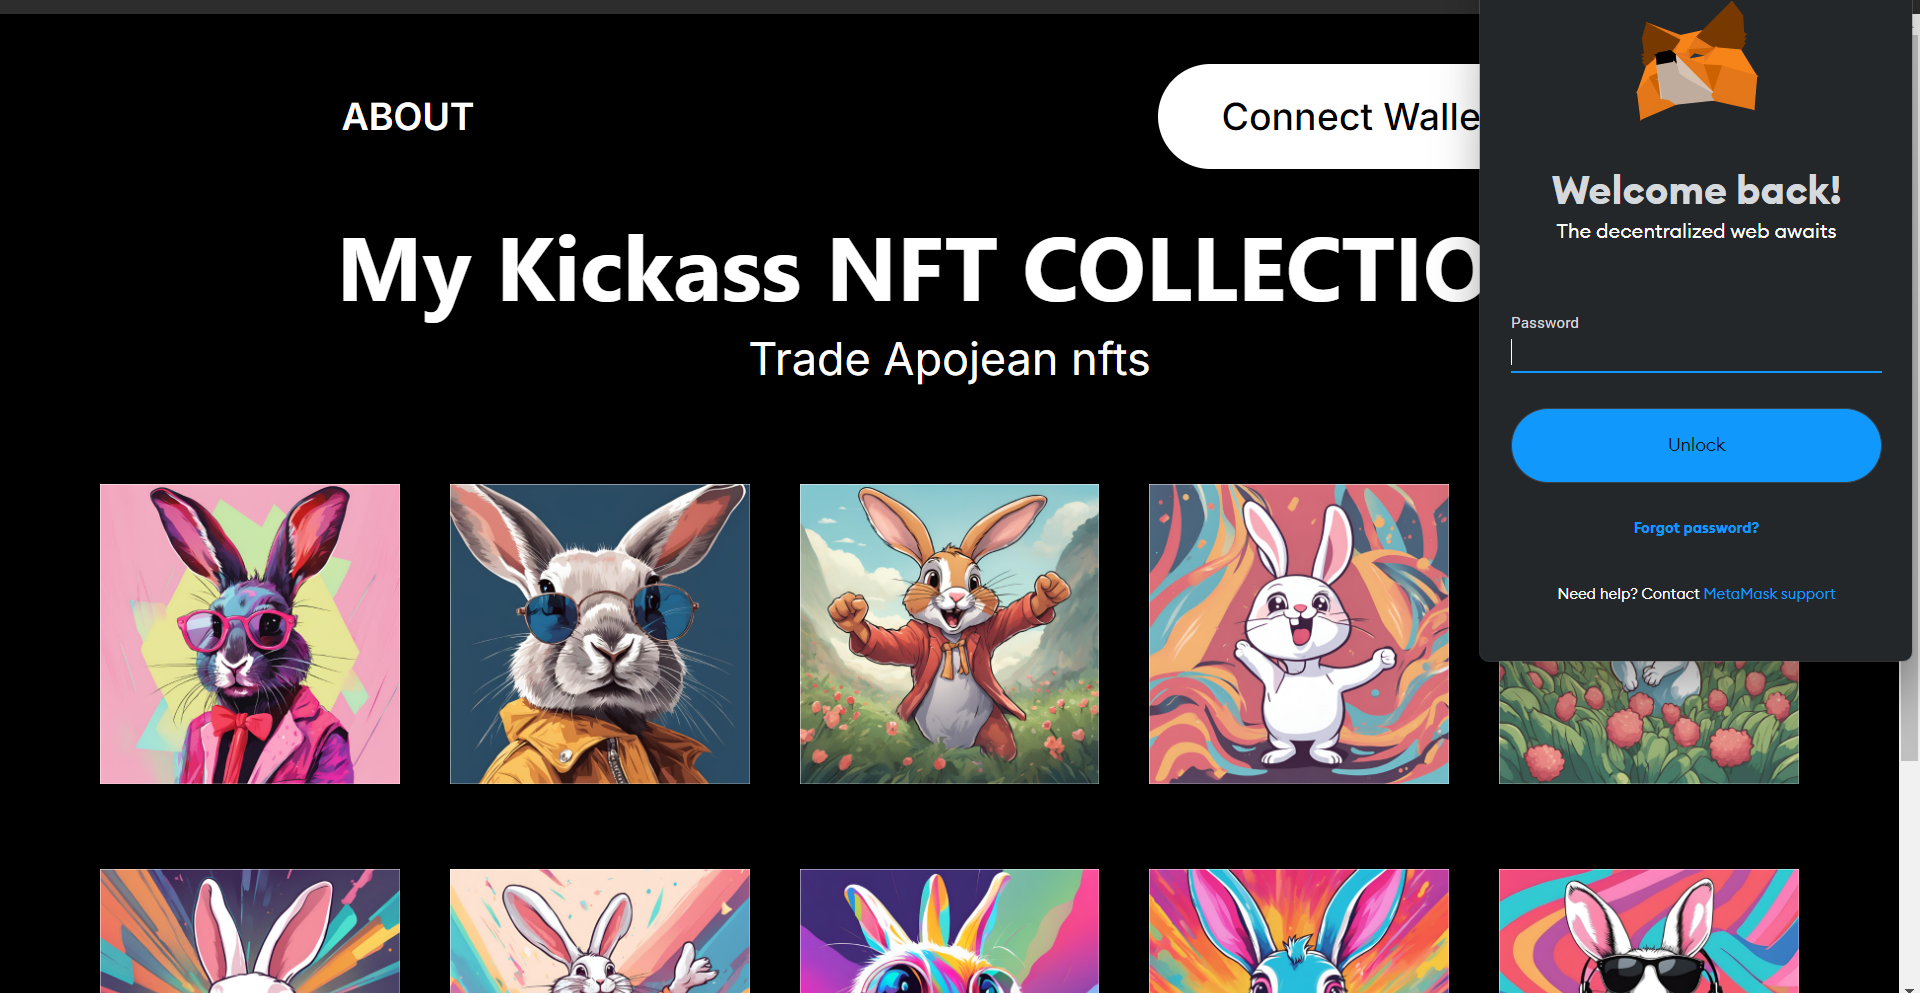 ABOUT
Connect Walle
My Kickass NFT COLLECTIO
Trade Apojean nfts
Welcome back!
The decentralized web awaits
Password
Unlock
Forgot password?
Need help? Contact MetaMask support